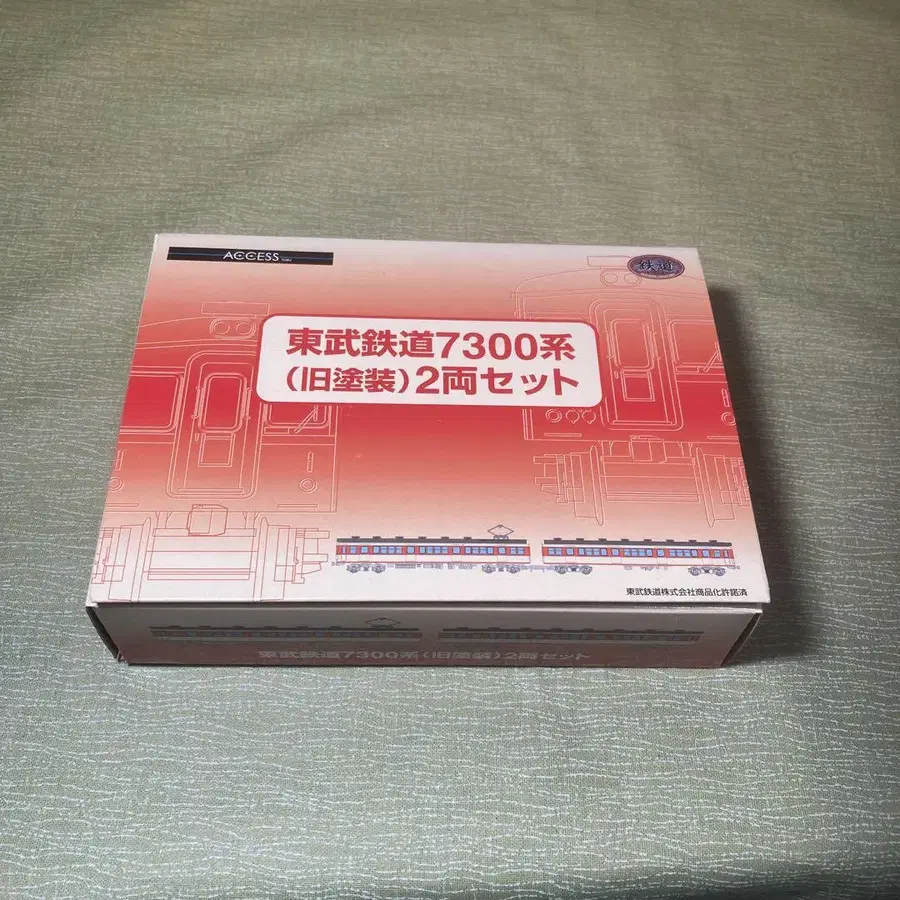 ACCESS
鉄道
東武鉄道7300系
(旧塗装)2両セット
東武鉄道株式会社商品化許諾済
東武鉄道7300系(旧塗装)2両セット